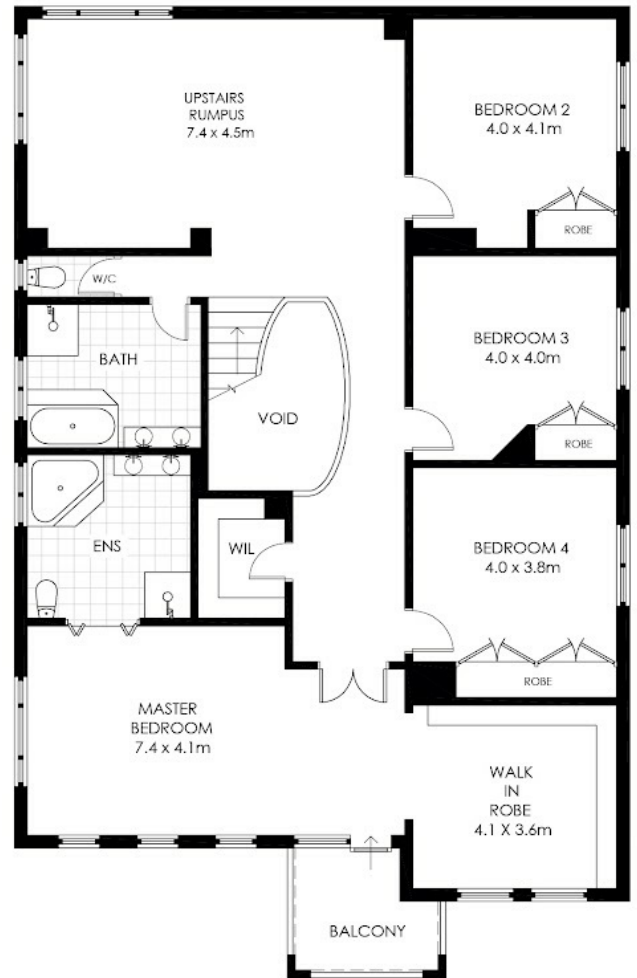 UPSTAIRS
RUMPUS
7.4 x 4.5m
BEDROOM 2
4.0 x 4.1m
ROBE
W/C
BATH
VOID
BEDROOM 3
4.0 x 4.0m
ROBE
ENS
WIL
BEDROOM 4
4.0 x 3.8m
ROBE
MASTER
BEDROOM
7.4 x 4.1m
WALK
IN
ROBE
4.1 X 3.6m
BALCONY